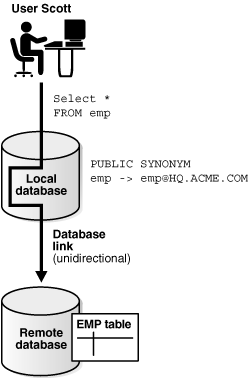 User Scott
Select *
FROM emp
PUBLIC SYNONYM
emp -> emp@HQ.ACME.COM
Local
database
Database
link
(unidirectional)
EMP table
Remote
database